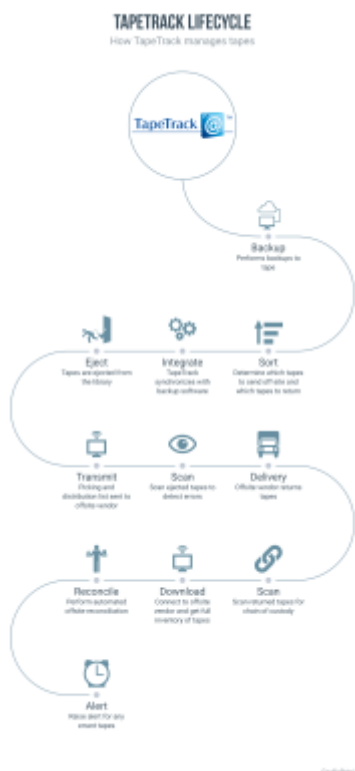 TAPETRACK LIFECYCLE
How TapeTrack manages tapes
TapeTrack
Backup
Performs backups to
tape
Eject
Tapes are ejected from
the library
Integrate
TapeTrack
synchronizes with
backup software
Sort
Determine which tapes
to send off-site and
which tapes to return
Transmit
Picking and
distribution list sent to
offsite vendor
Scan
Scan ejected tapes to
detect errors
Delivery
Offsite vendor returns
tapes
Reconcile
Perform automated
offsite reconciliation
Download
Connect to offsite
vendor and get full
inventory of tapes
Scan
Scan returned tapes for
chain of custody
Alert
Raise alert for any
errant tapes